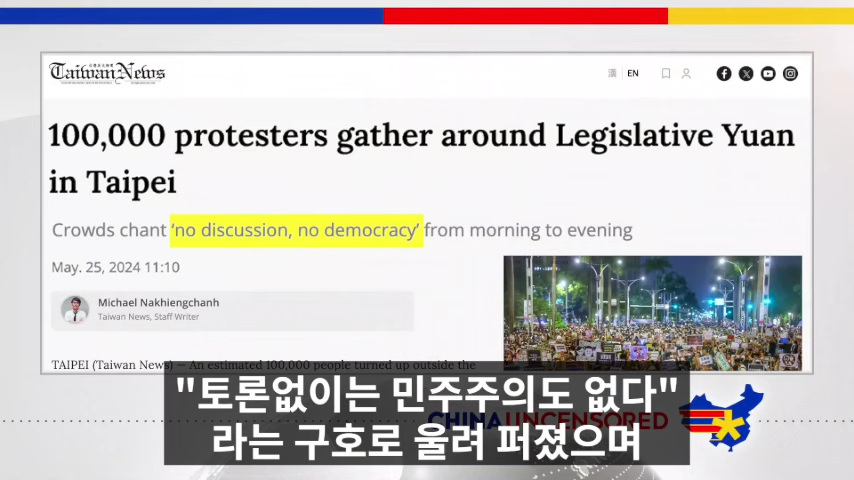 Taiwan News
漢 EN
100,000 protesters gather around Legislative Yuan
in Taipei
Crowds chant ‘no discussion, no democracy’ from morning to evening
May. 25, 2024 11:10
Michael Nakhiengchanh
Taiwan News, Staff Writer
TAIPEI (Taiwan News) — An estimated 100,000 people turned up outside the
CHINA UNCENSORED
"토론없이는 민주주의도 없다"
라는 구호로 울려 퍼졌으며